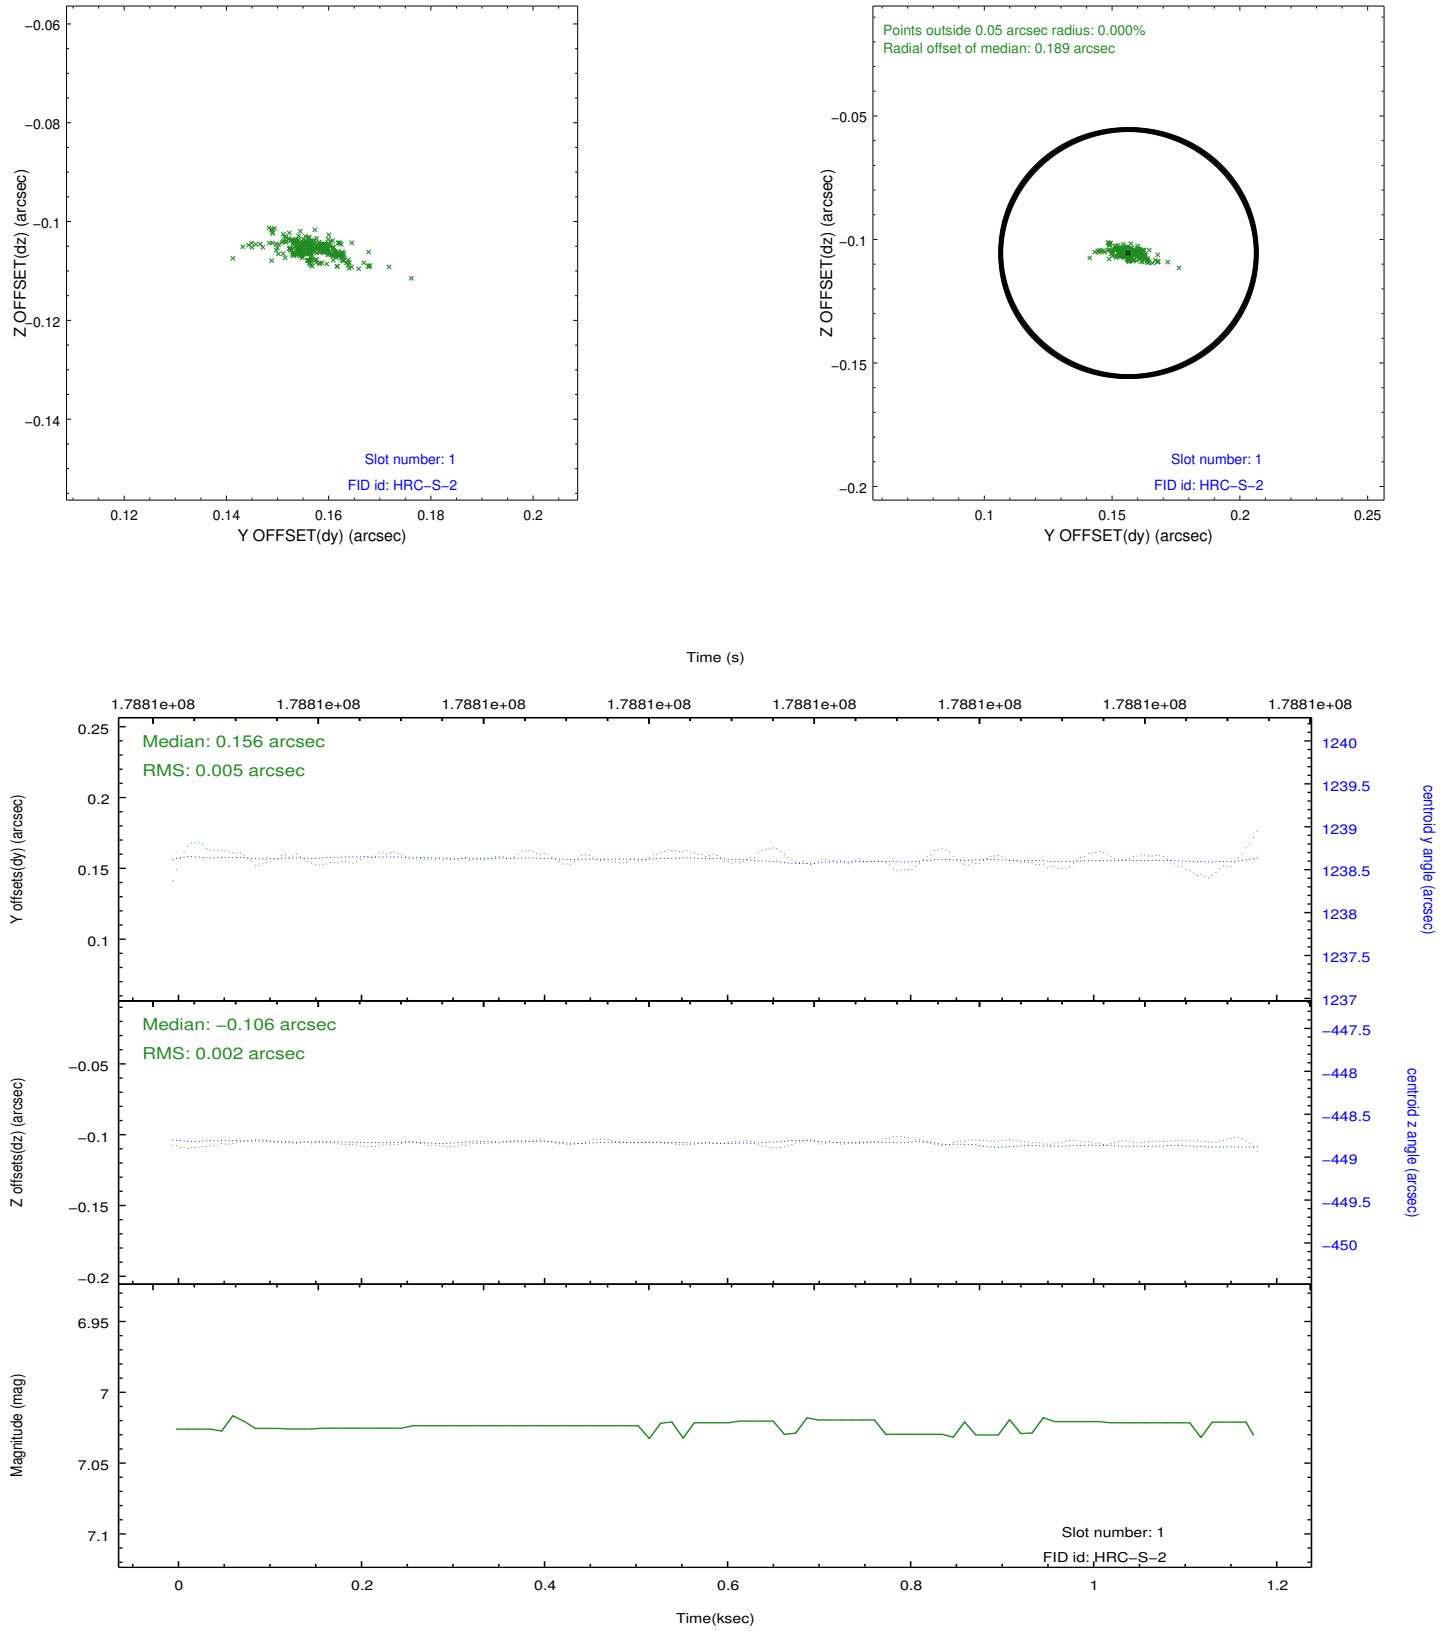 −0.06
−0.08
−0.1
−0.12
−0.14
Z OFFSET(dz) (arcsec)
Slot number: 1
FID id: HRC−S−2
0.12 0.14 0.16 0.18 0.2
Y OFFSET(dy) (arcsec)
Points outside 0.05 arcsec radius: 0.000%
Radial offset of median: 0.189 arcsec
−0.05
−0.1
−0.15
−0.2
Z OFFSET(dz) (arcsec)
Slot number: 1
FID id: HRC−S−2
0.1 0.15 0.2 0.25
Y OFFSET(dy) (arcsec)
Time (s)
1.7881e+08 1.7881e+08 1.7881e+08 1.7881e+08 1.7881e+08 1.7881e+08 1.7881e+08 1.7881e+08
Median: 0.156 arcsec
RMS: 0.005 arcsec
0.25
0.2
0.15
0.1
Y offsets(dy) (arcsec)
1240
1239.5
1239
1238.5
1238
1237.5
1237
centroid y angle (arcsec)
Median: −0.106 arcsec
RMS: 0.002 arcsec
−0.05
−0.1
−0.15
−0.2
Z offsets(dz) (arcsec)
−447.5
−448
−448.5
−449
−449.5
−450
centroid z angle (arcsec)
6.95
7
7.05
7.1
Magnitude (mag)
Slot number: 1
FID id: HRC−S−2
0 0.2 0.4 0.6 0.8 1 1.2
Time(ksec)